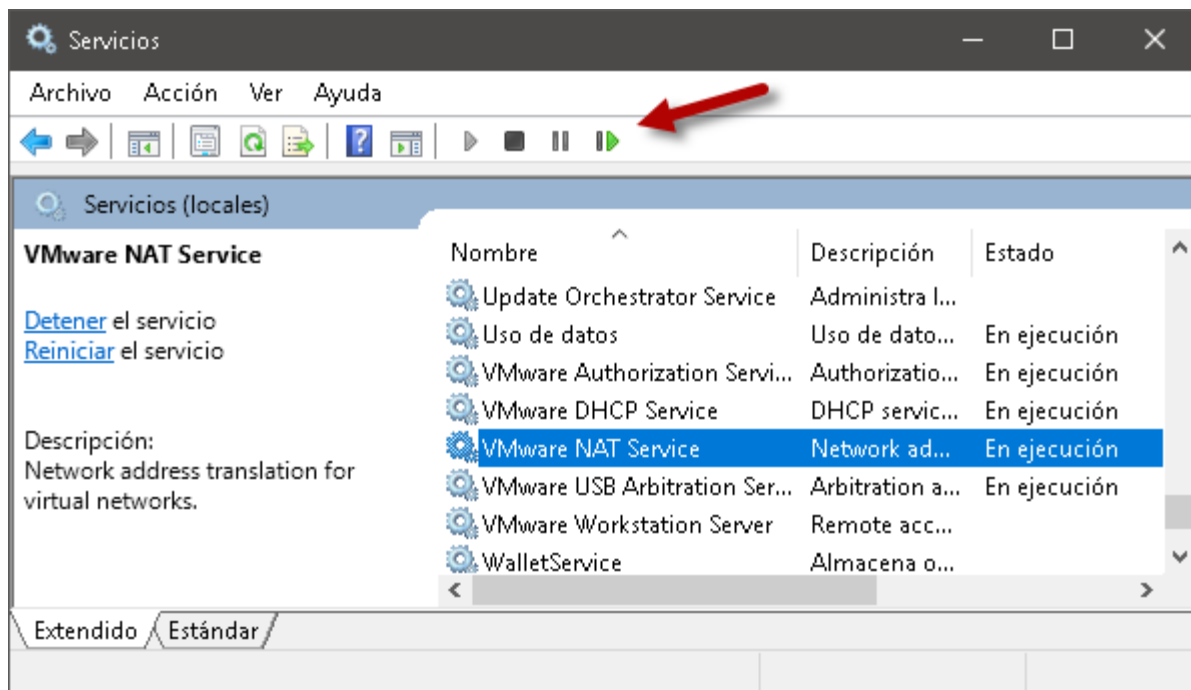 Servicios
Archivo Acción Ver Ayuda
?
Servicios (locales)
VMware NAT Service
Detener el servicio
Reiniciar el servicio
Descripción:
Network address translation for
virtual networks.
Nombre Descripción Estado
Update Orchestrator Service Administra l...
Uso de datos Uso de dato... En ejecución
VMware Authorization Servi... Authorizatio... En ejecución
VMware DHCP Service DHCP servic... En ejecución
VMware NAT Service Network ad... En ejecución
VMware USB Arbitration Ser... Arbitration a... En ejecución
VMware Workstation Server Remote acc...
WalletService Almacena o...
Extendido Estándar